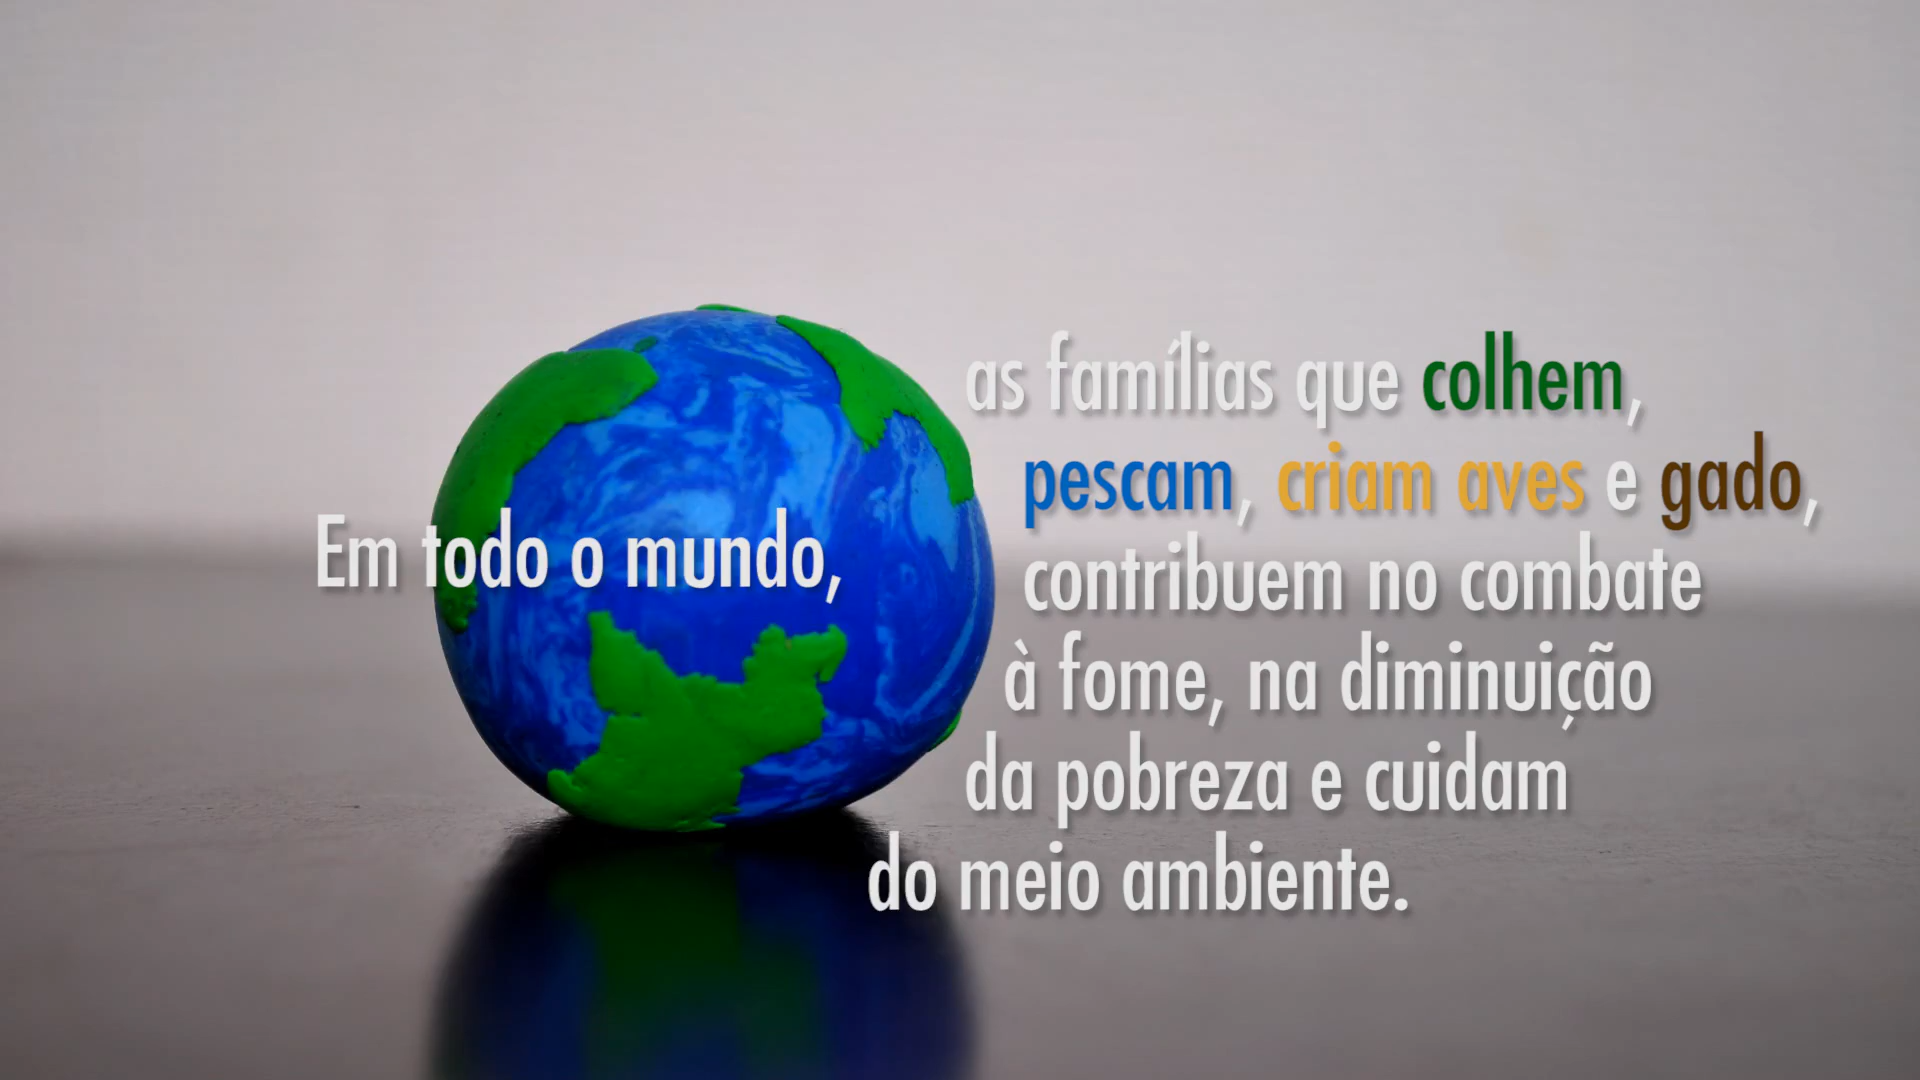 Em todo o mundo,
as famílias que colhem,
pescam, criam aves e gado,
contribuem no combate
à fome, na diminuição
da pobreza e cuidam
do meio ambiente.